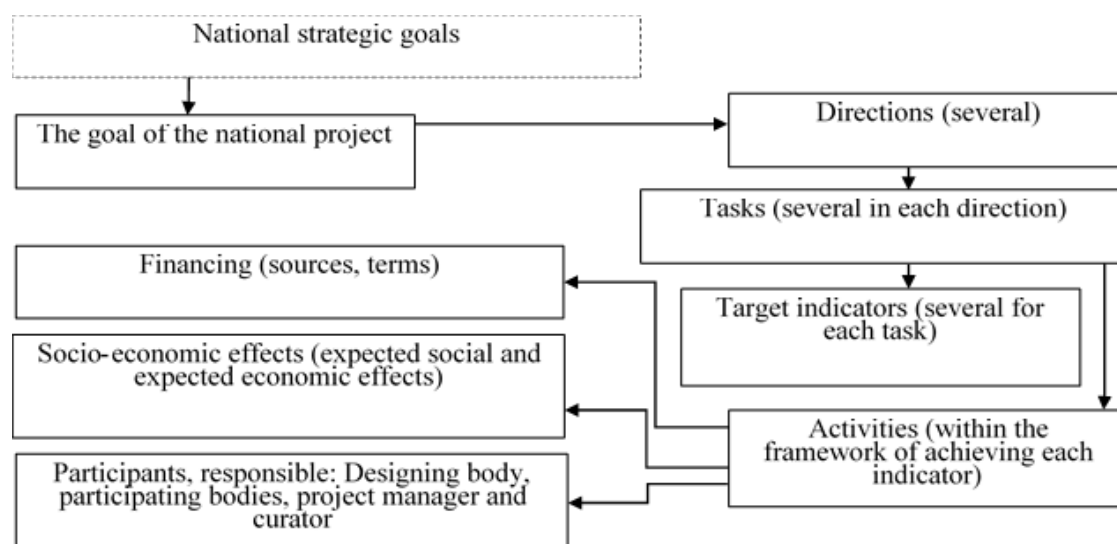 National strategic goals
The goal of the national project
Directions (several)
Tasks (several in each direction)
Financing (sources, terms)
Target indicators (several for
each task)
Socio-economic effects (expected social and
expected economic effects)
Activities (within the
framework of achieving each
indicator)
Participants, responsible: Designing body,
participating bodies, project manager and
curator